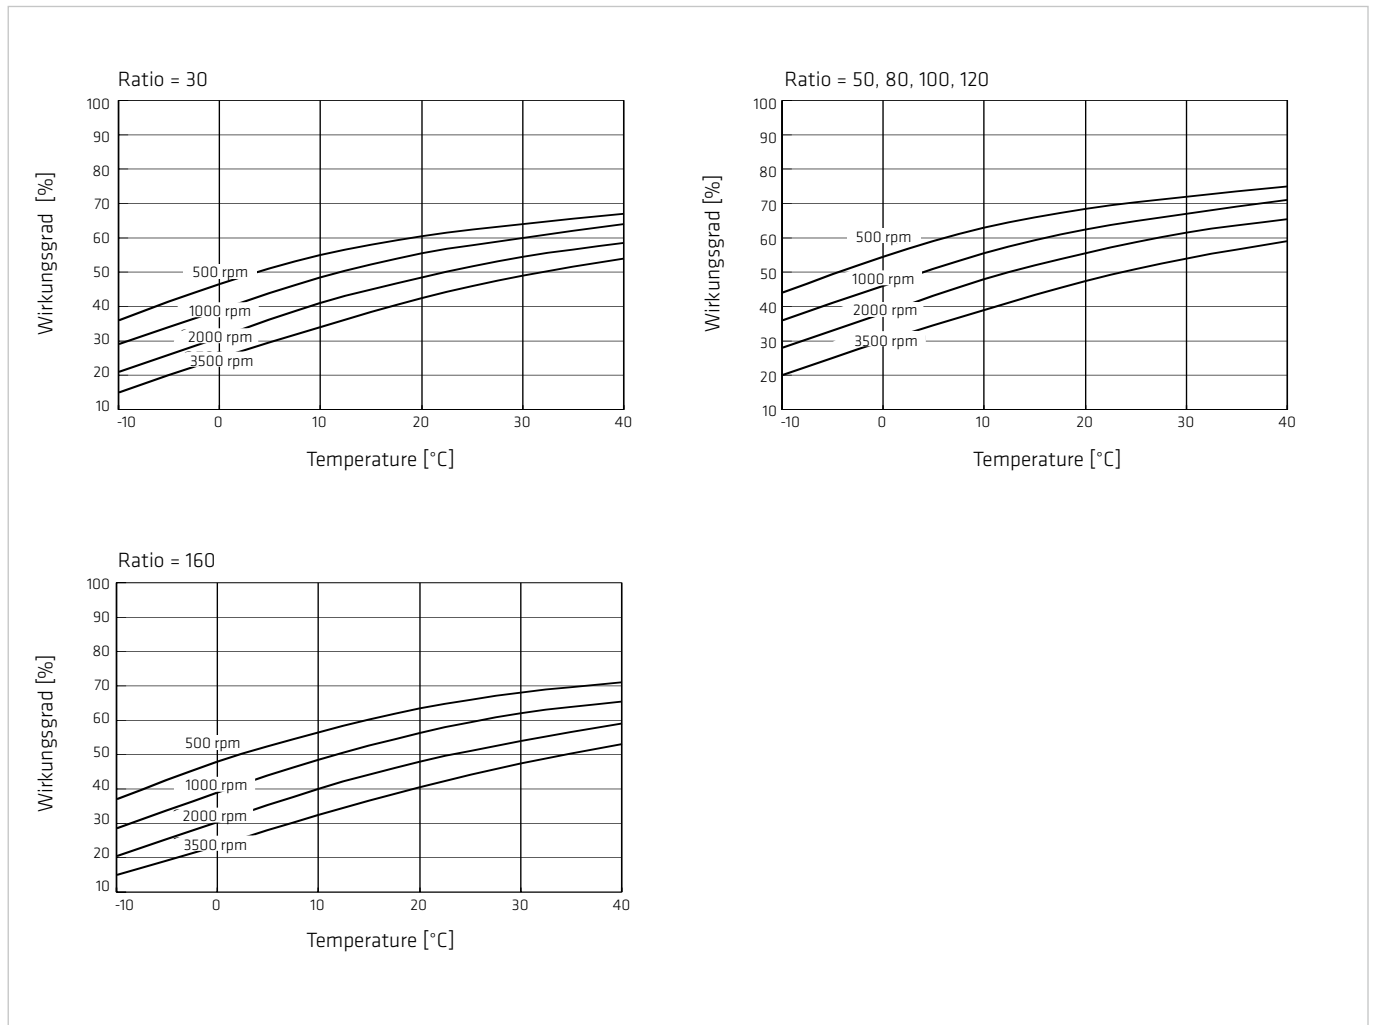 Ratio = 30
100
90
80
70
60
50
40
30
20
10
Wirkungsgrad [%]
500 rpm
1000 rpm
2000 rpm
3500 rpm
-10 0 10 20 30 40
Temperature [°C]
Ratio = 50, 80, 100, 120
100
90
80
70
60
50
40
30
20
10
Wirkungsgrad [%]
500 rpm
1000 rpm
2000 rpm
3500 rpm
-10 0 10 20 30 40
Temperature [°C]
Ratio = 160
100
90
80
70
60
50
40
30
20
10
Wirkungsgrad [%]
500 rpm
1000 rpm
2000 rpm
3500 rpm
-10 0 10 20 30 40
Temperature [°C]